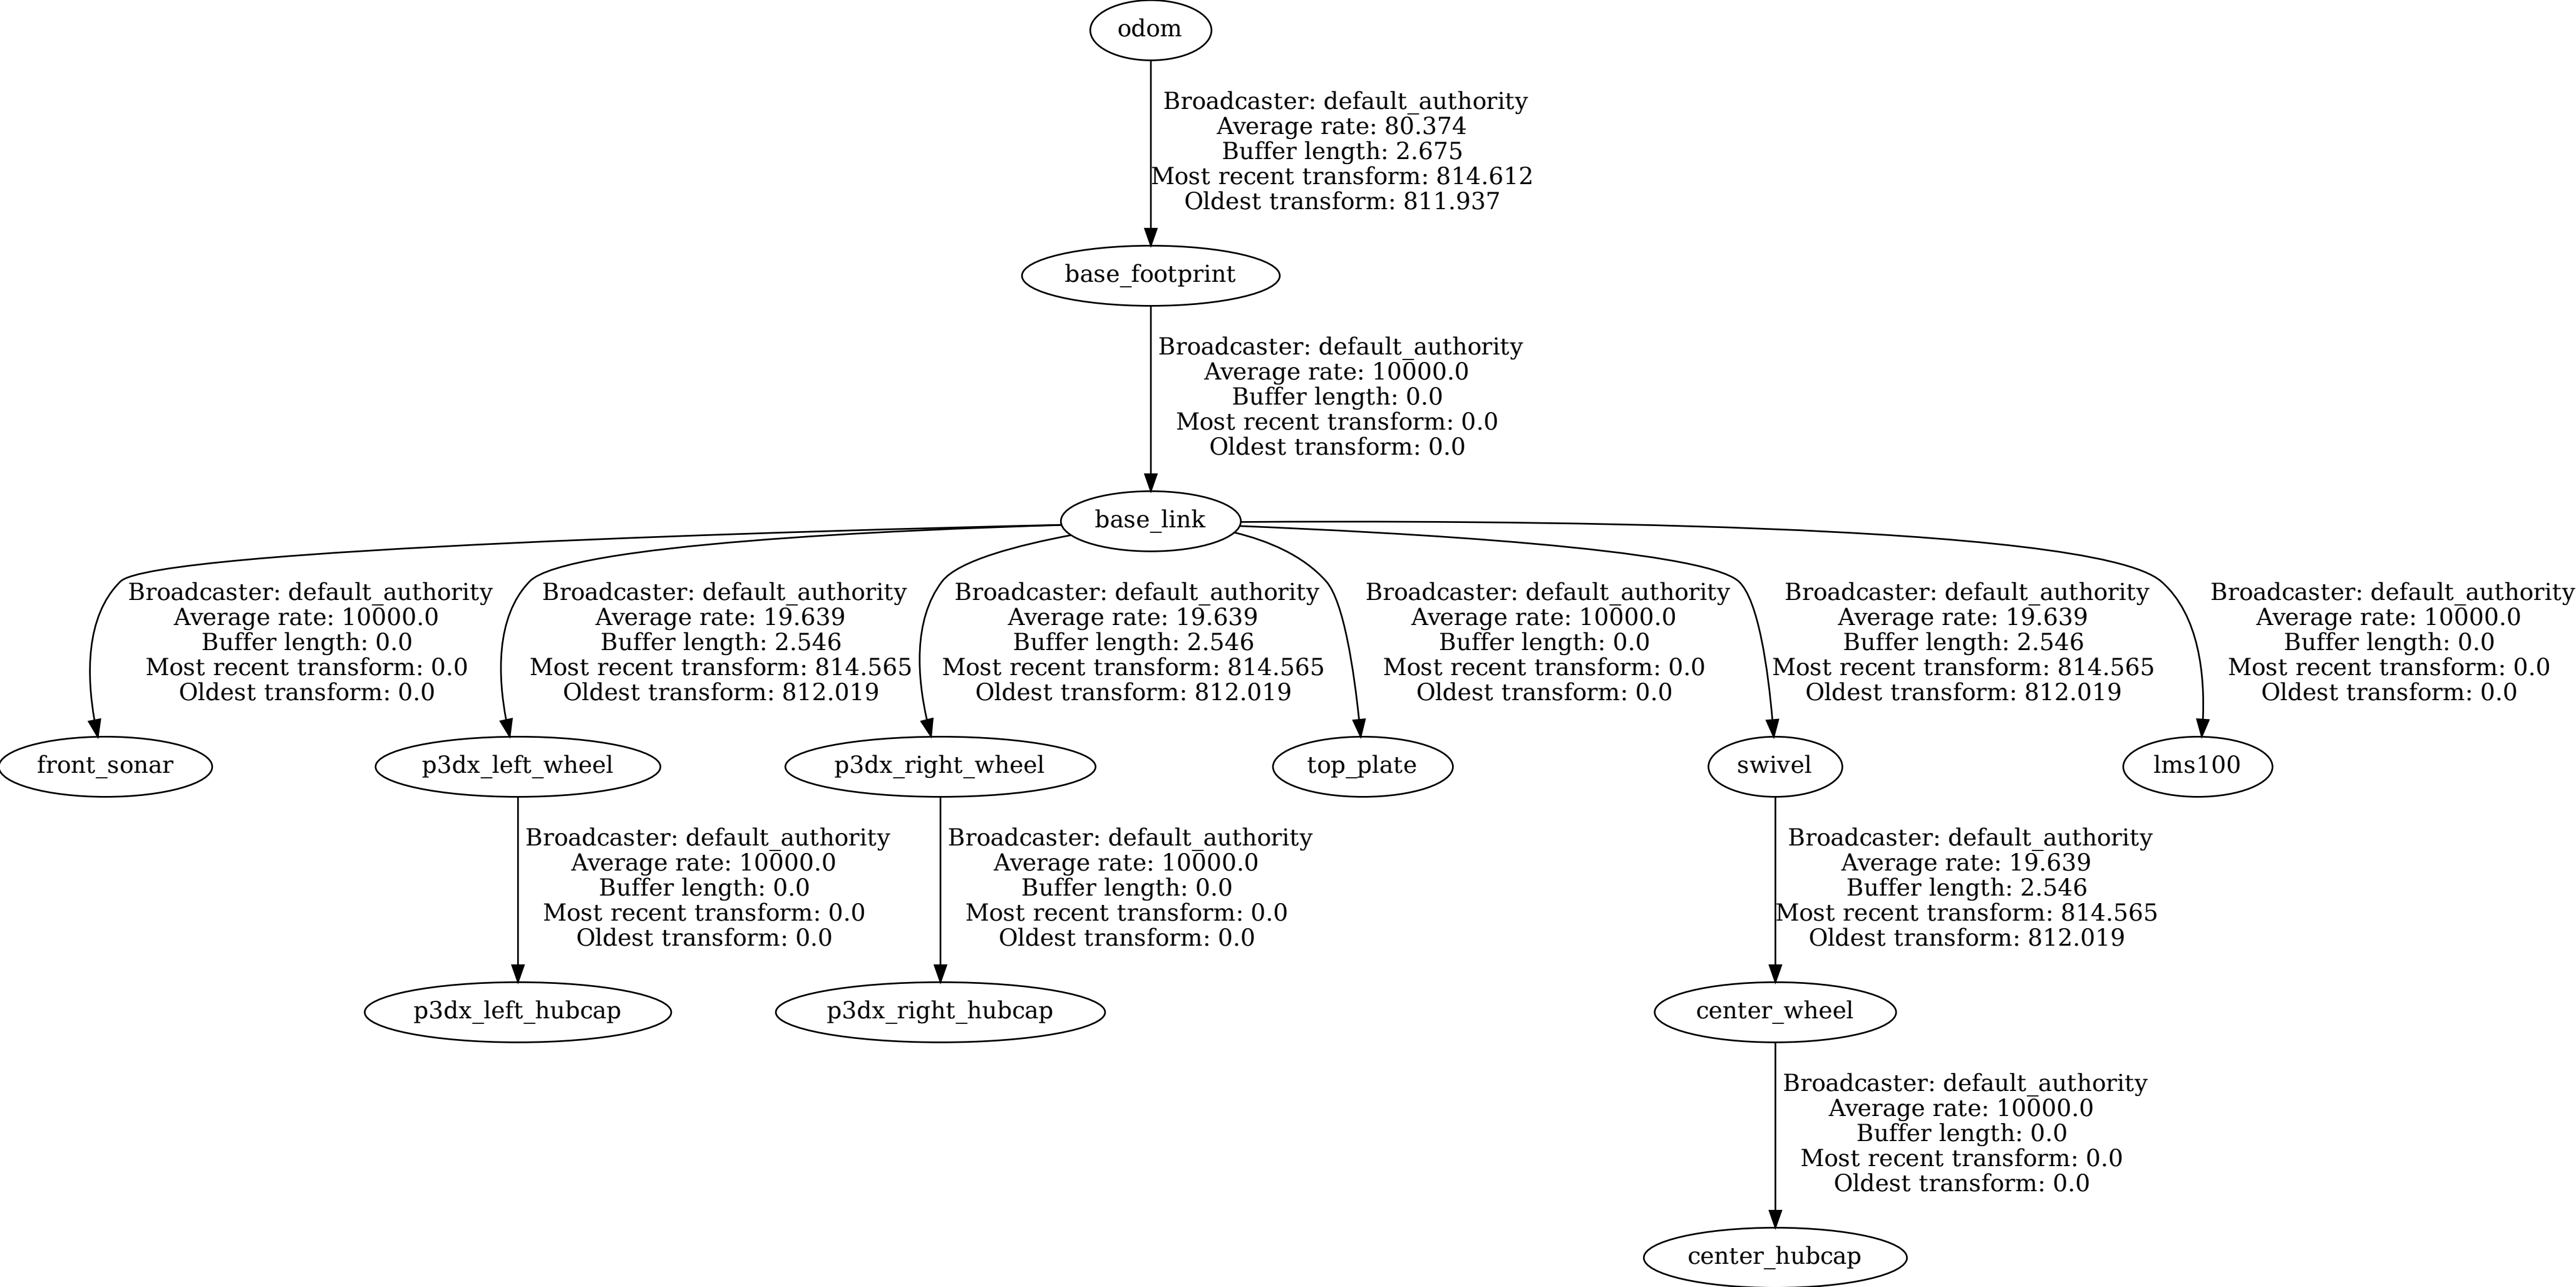 odom
Broadcaster: default_authority
Average rate: 80.374
Buffer length: 2.675
Most recent transform: 814.612
Oldest transform: 811.937
base_footprint
Broadcaster: default_authority
Average rate: 10000.0
Buffer length: 0.0
Most recent transform: 0.0
Oldest transform: 0.0
base_link
Broadcaster: default_authority
Average rate: 10000.0
Buffer length: 0.0
Most recent transform: 0.0
Oldest transform: 0.0
Broadcaster: default_authority
Average rate: 19.639
Buffer length: 2.546
Most recent transform: 814.565
Oldest transform: 812.019
Broadcaster: default_authority
Average rate: 19.639
Buffer length: 2.546
Most recent transform: 814.565
Oldest transform: 812.019
Broadcaster: default_authority
Average rate: 10000.0
Buffer length: 0.0
Most recent transform: 0.0
Oldest transform: 0.0
Broadcaster: default_authority
Average rate: 19.639
Buffer length: 2.546
Most recent transform: 814.565
Oldest transform: 812.019
Broadcaster: default_authority
Average rate: 10000.0
Buffer length: 0.0
Most recent transform: 0.0
Oldest transform: 0.0
front_sonar
p3dx_left_wheel
p3dx_right_wheel
top_plate
swivel
lms100
Broadcaster: default_authority
Average rate: 10000.0
Buffer length: 0.0
Most recent transform: 0.0
Oldest transform: 0.0
Broadcaster: default_authority
Average rate: 10000.0
Buffer length: 0.0
Most recent transform: 0.0
Oldest transform: 0.0
Broadcaster: default_authority
Average rate: 19.639
Buffer length: 2.546
Most recent transform: 814.565
Oldest transform: 812.019
p3dx_left_hubcap
p3dx_right_hubcap
center_wheel
Broadcaster: default_authority
Average rate: 10000.0
Buffer length: 0.0
Most recent transform: 0.0
Oldest transform: 0.0
center_hubcap